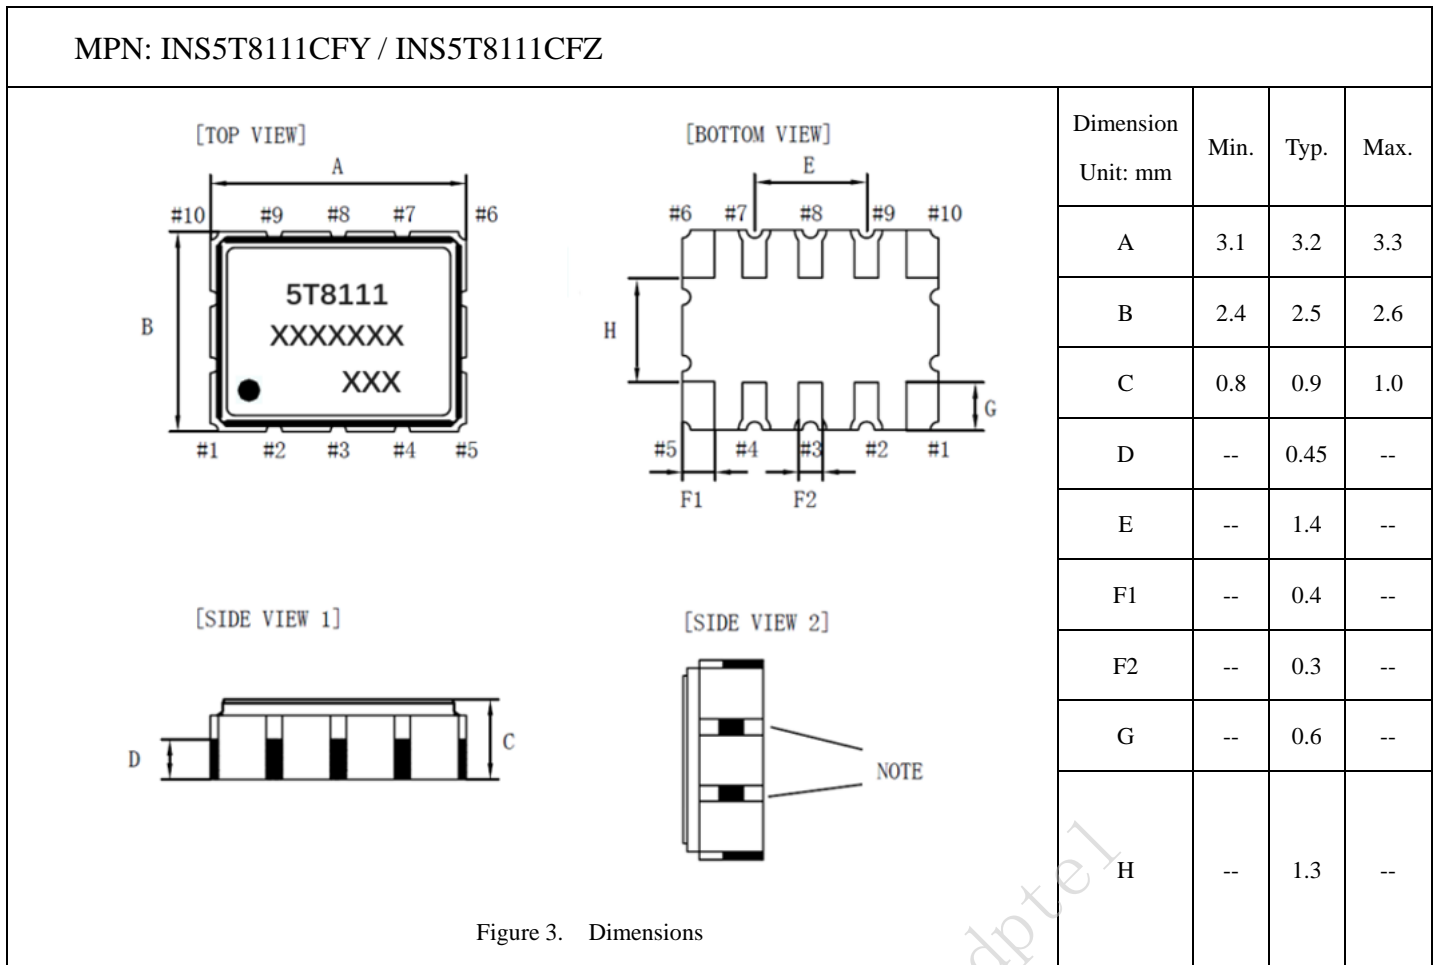 MPN: INS5T8111CFY / INS5T8111CFZ
[TOP VIEW]
A
#10 #9 #8 #7 #6
B
5T8111
XXXXXXX
XXX
#1 #2 #3 #4 #5
[BOTTOM VIEW]
E
#6 #7 #8 #9 #10
H
G
#5 #4 #3 #2 #1
F1 F2
[SIDE VIEW 1]
D
C
[SIDE VIEW 2]
NOTE
Figure 3. Dimensions
Dimension Unit: mm Min. Typ. Max.
A 3.1 3.2 3.3
B 2.4 2.5 2.6
C 0.8 0.9 1.0
D -- 0.45 --
E -- 1.4 --
F1 -- 0.4 --
F2 -- 0.3 --
G -- 0.6 --
H -- 1.3 --